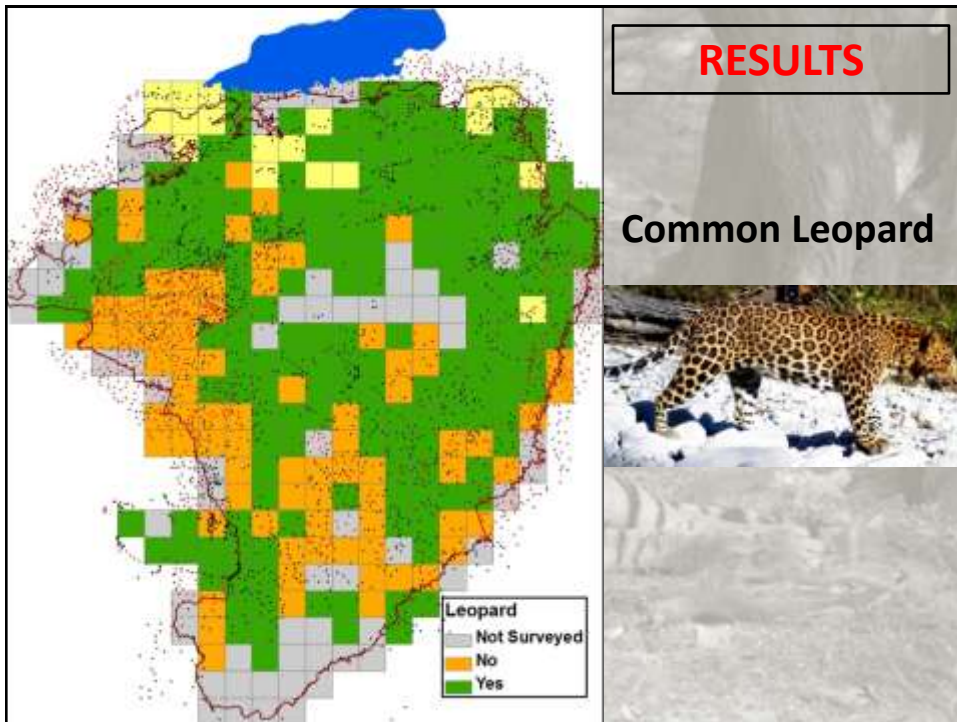 RESULTS
Common Leopard
Leopard
Not Surveyed
No
Yes